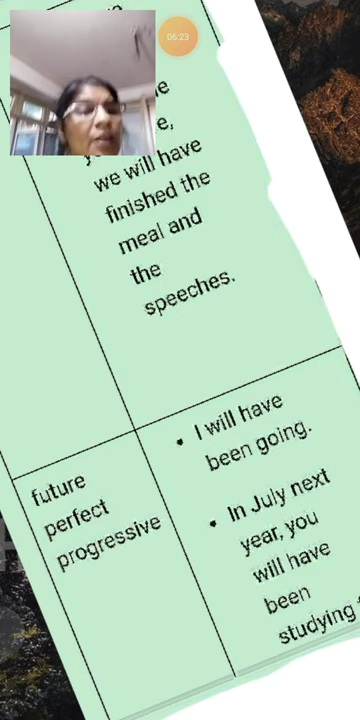 06:23
we will have
finished the
meal and
the
speeches.
future
perfect
progressive
• I will have
been going.
• In July next
year, you
will have
been
studying